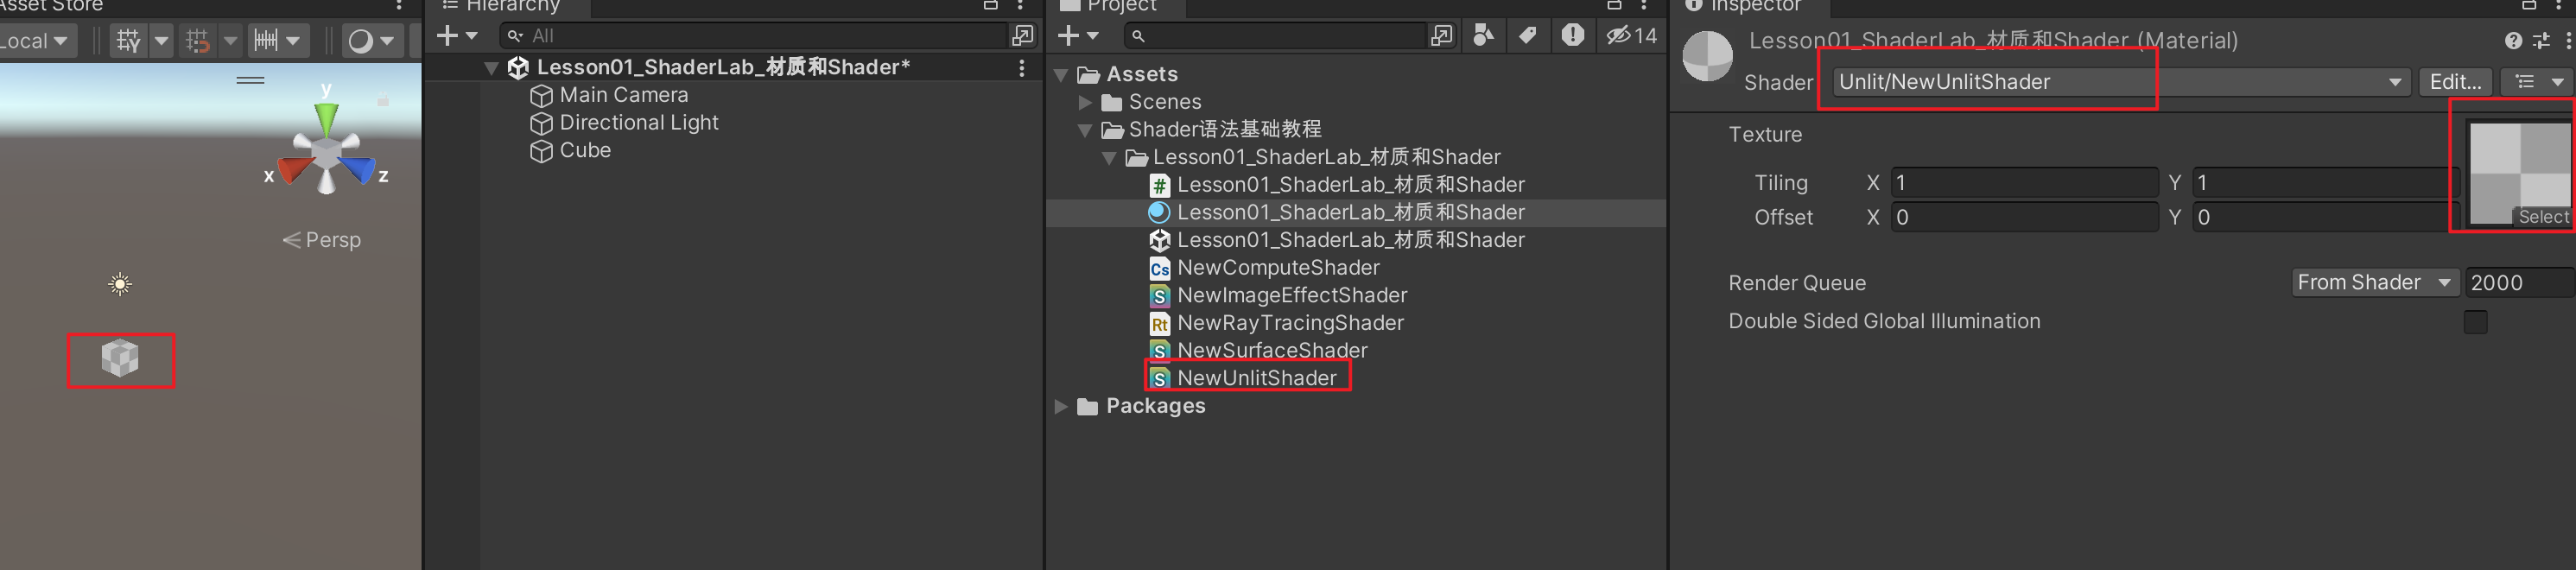 Asset Store
Local
y
x
z
Persp
Hierarchy
All
Lesson01_ShaderLab_材质和Shader*
Main Camera
Directional Light
Cube
Project
14
Assets
Scenes
Shader语法基础教程
Lesson01_ShaderLab_材质和Shader
# Lesson01_ShaderLab_材质和Shader
Lesson01_ShaderLab_材质和Shader
Lesson01_ShaderLab_材质和Shader
Cs NewComputeShader
S NewImageEffectShader
Rt NewRayTracingShader
S NewSurfaceShader
S NewUnlitShader
Packages
Inspector
Lesson01_ShaderLab_材质和Shader (Material)
Shader Unlit/NewUnlitShader Edit...
Texture
Tiling X 1 Y 1
Offset X 0 Y 0
Select
Render Queue From Shader 2000
Double Sided Global Illumination